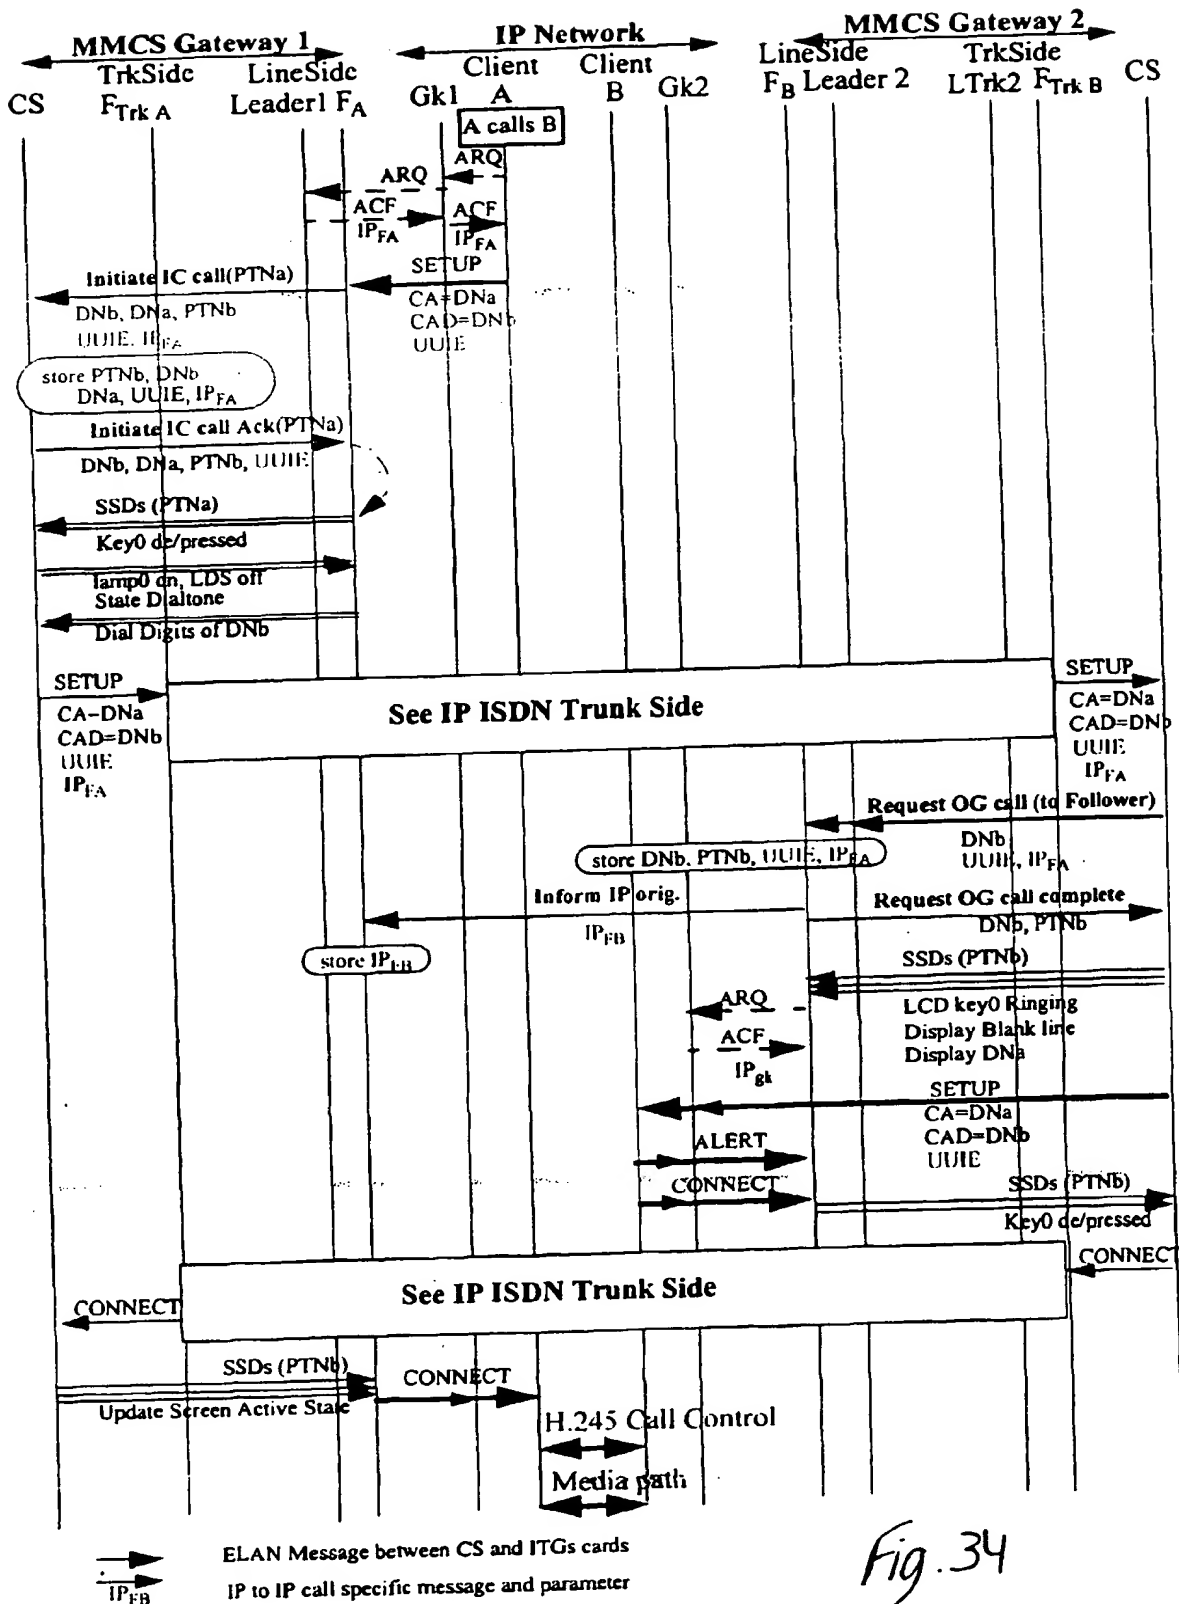 MMCS Gateway 1
IP Network
MMCS Gateway 2
CS
TrkSide
F Trk A
LineSide
Leader1 FA
Gk1
Client
A
Client
B
Gk2
LineSide
FB Leader 2
TrkSide
LTrk2 F Trk B
CS
A calls B
ARQ
ARQ
ACF
IPFA
ACF
IPFA
SETUP
CA=DNa
CAD=DNb
UUIE
Initiate IC call(PTNa)
DNb, DNa, PTNb
UUIE, IPFA
store PTNb, DNb
DNa, UUIE, IPFA
Initiate IC call Ack(PTNa)
DNb, DNa, PTNb, UUIE
SSDs (PTNa)
Key0 de/pressed
lamp0 on, LDS off
State Dialtone
Dial Digits of DNb
SETUP
CA-DNa
CAD=DNb
UUIE
IPFA
See IP ISDN Trunk Side
SETUP
CA=DNa
CAD=DNb
UUIE
IPFA
Request OG call (to Follower)
DNb
UUIE, IPFA
store DNb, PTNb, UUIE, IPFA
Inform IP orig.
IPFB
Request OG call complete
DNb, PTNb
store IPFB
SSDs (PTNb)
LCD key0 Ringing
Display Blank line
Display DNa
ARQ
ACF
IPgk
SETUP
CA=DNa
CAD=DNb
UUIE
ALERT
CONNECT
SSDs (PTNb)
Key0 de/pressed
CONNECT
See IP ISDN Trunk Side
CONNECT
SSDs (PTNb)
Update Screen Active State
CONNECT
H.245 Call Control
Media path
ELAN Message between CS and ITGs cards
IPFB
IP to IP call specific message and parameter
Fig. 34